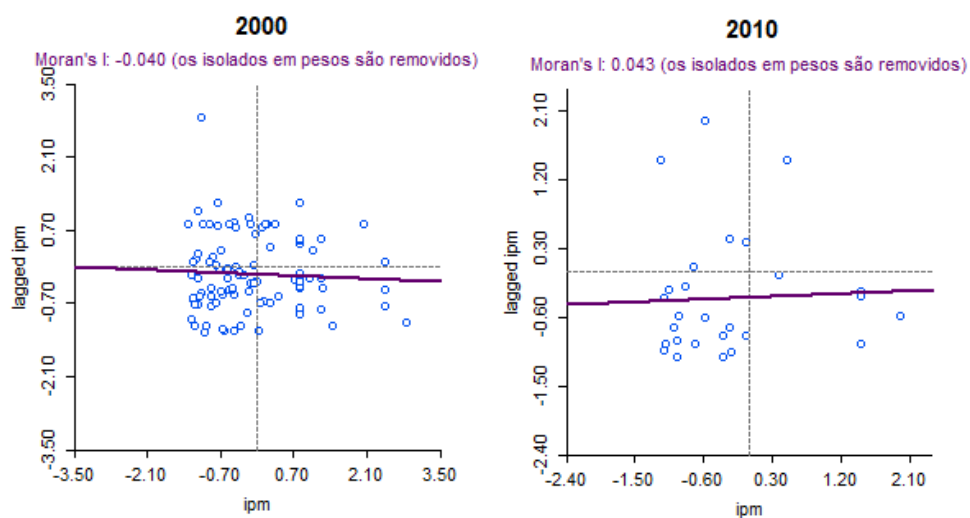 2000
Moran's I: -0.040 (os isolados em pesos são removidos)
3.50
2.10
0.70
-0.70
-2.10
-3.50
lagged ipm
-3.50 -2.10 -0.70 0.70 2.10 3.50
ipm
2010
Moran's I: 0.043 (os isolados em pesos são removidos)
2.10
1.20
0.30
-0.60
-1.50
-2.40
lagged ipm
-2.40 -1.50 -0.60 0.30 1.20 2.10
ipm